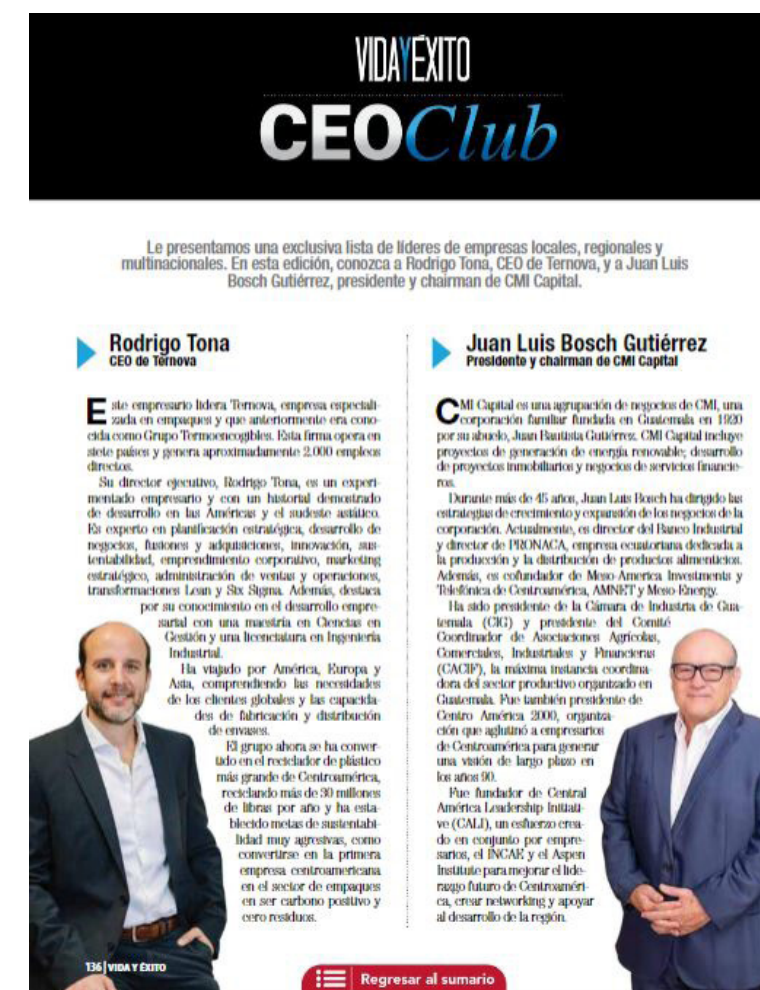 VIDAYÉXITO
CEOClub
Le presentamos una exclusiva lista de líderes de empresas locales, regionales y
multinacionales. En esta edición, conozca a Rodrigo Tona, CEO de Ternova, y a Juan Luis
Bosch Gutiérrez, presidente y chairman de CMI Capital.
Rodrigo Tona
CEO de Ternova
Este empresario lidera Ternova, empresa especiali-
zada en empaques y que anteriormente era cono-
cida como Grupo Termoencogibles. Esta firma opera en
siete países y genera aproximadamente 2.000 empleos
directos.
Su director ejecutivo, Rodrigo Tona, es un experi-
mentado empresario y con un historial demostrado
de desarrollo en las Américas y el sudeste asiático.
Es experto en planificación estratégica, desarrollo de
negocios, fusiones y adquisiciones, innovación, sus-
tentabilidad, emprendimiento corporativo, marketing
estratégico, administración de ventas y operaciones,
transformaciones Lean y Six Sigma. Además, destaca
por su conocimiento en el desarrollo empre-
sarial con una maestría en Ciencias en
Gestión y una licenciatura en Ingeniería
Industrial.
Ha viajado por América, Europa y
Asia, comprendiendo las necesidades
de los clientes globales y las capacida-
des de fabricación y distribución
de envases.
El grupo ahora se ha conver-
tido en el reciclador de plástico
más grande de Centroamérica,
reciclando más de 30 millones
de libras por año y ha esta-
blecido metas de sustentabi-
lidad muy agresivas, como
convertirse en la primera
empresa centroamericana
en el sector de empaques
en ser carbono positivo y
cero residuos.
Juan Luis Bosch Gutiérrez
Presidente y chairman de CMI Capital
CMI Capital es una agrupación de negocios de CMI, una
corporación familiar fundada en Guatemala en 1920
por su abuelo, Juan Bautista Gutiérrez. CMI Capital incluye
proyectos de generación de energía renovable; desarrollo
de proyectos inmobiliarios y negocios de servicios financie-
ros.
Durante más de 45 años, Juan Luis Bosch ha dirigido las
estrategias de crecimiento y expansión de los negocios de la
corporación. Actualmente, es director del Banco Industrial
y director de PRONACA, empresa ecuatoriana dedicada a
la producción y la distribución de productos alimenticios.
Además, es cofundador de Meso-America Investments y
Telefónica de Centroamérica, AMNET y Meso Energy.
Ha sido presidente de la Cámara de Industria de Gua-
temala (CIG) y presidente del Comité
Coordinador de Asociaciones Agrícolas,
Comerciales, Industriales y Financieras
(CACIF), la máxima instancia coordina-
dora del sector productivo organizado en
Guatemala. Fue también presidente de
Centro América 2000, organiza-
ción que aglutinó a empresarios
de Centroamérica para generar
una visión de largo plazo en
los años 90.
Fue fundador de Central
América Leadership Initiati-
ve (CALI), un esfuerzo crea-
do en conjunto por empre-
sarios, el INCAE y el Aspen
Institute para mejorar el lide-
razgo futuro de Centroaméri-
ca, crear networking y apoyar
al desarrollo de la región.
136 | VIDA Y ÉXITO
Regresar al sumario